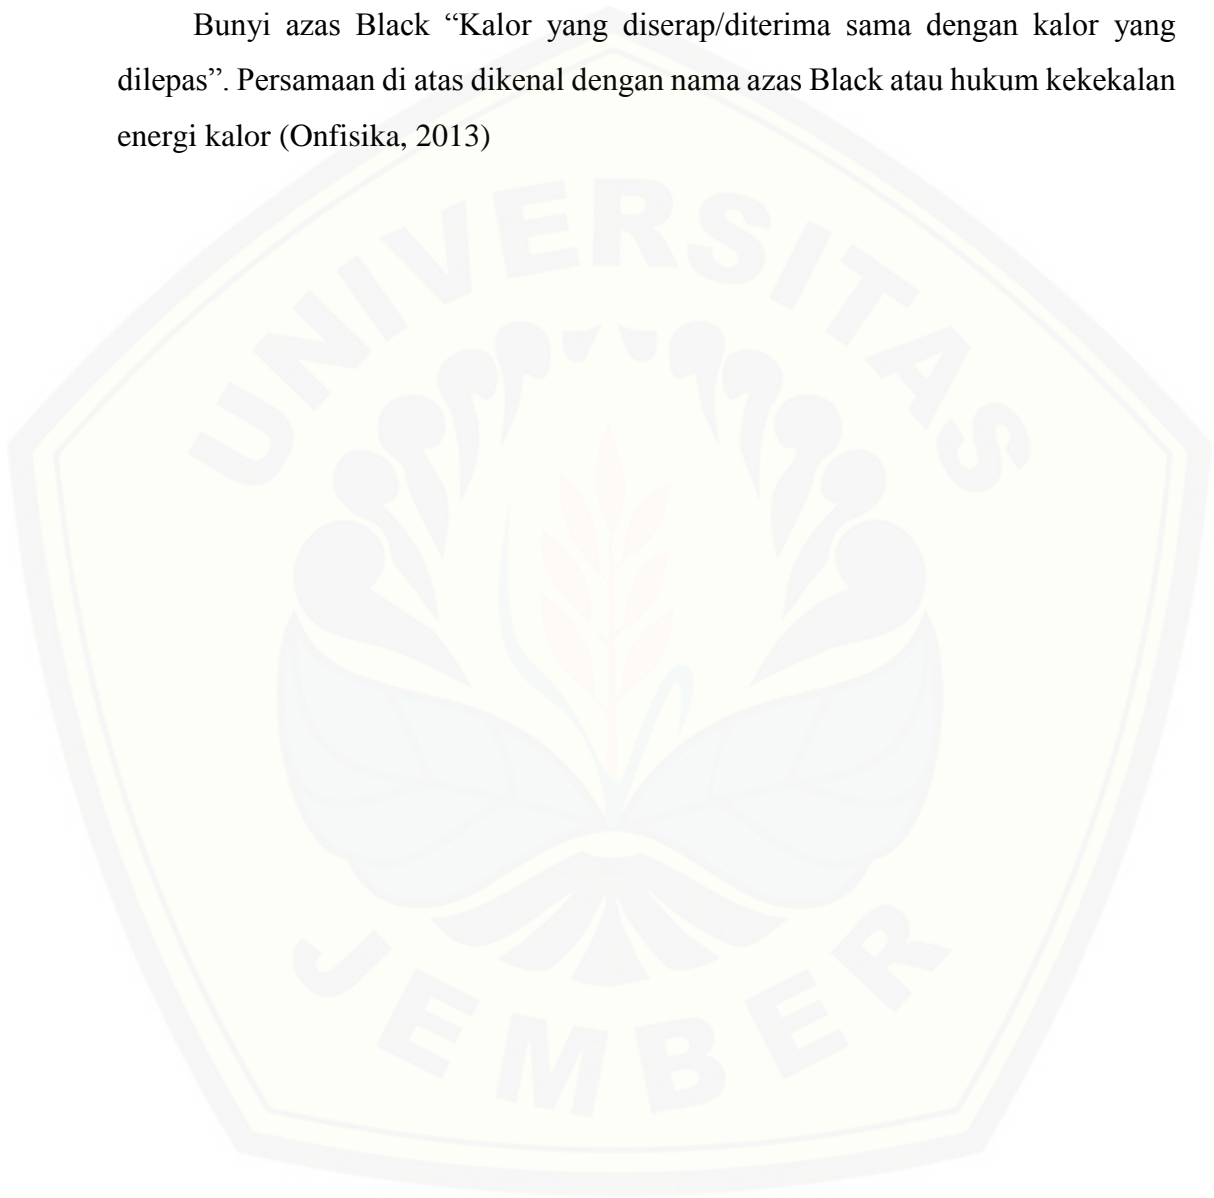 Bunyi azas Black “Kalor yang diserap/diterima sama dengan kalor yang
dilepas”. Persamaan di atas dikenal dengan nama azas Black atau hukum kekekalan
energi kalor (Onfisika, 2013)
UNIVERSITAS
JEMBER